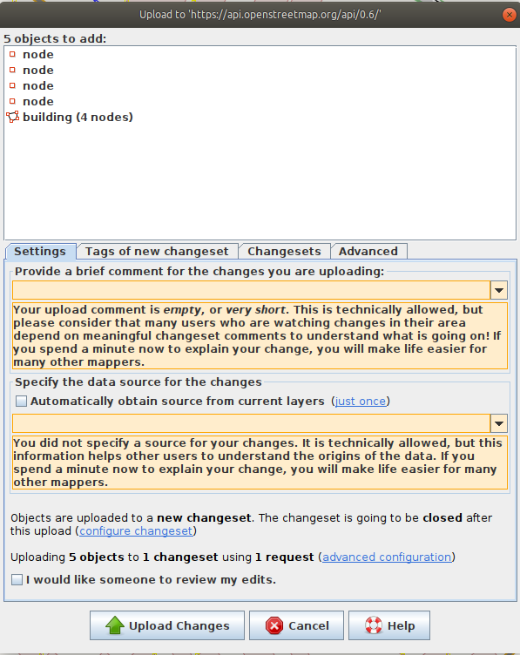 Upload to 'https://api.openstreetmap.org/api/0.6/'
5 objects to add:
node
node
node
node
building (4 nodes)
Settings
Tags of new changeset
Changesets
Advanced
Provide a brief comment for the changes you are uploading:
Your upload comment is empty, or very short. This is technically allowed, but
please consider that many users who are watching changes in their area
depend on meaningful changeset comments to understand what is going on! If
you spend a minute now to explain your change, you will make life easier for
many other mappers.
Specify the data source for the changes
Automatically obtain source from current layers (just once)
You did not specify a source for your changes. It is technically allowed, but this
information helps other users to understand the origins of the data. If you
spend a minute now to explain your change, you will make life easier for many
other mappers.
Objects are uploaded to a new changeset. The changeset is going to be closed after
this upload (configure changeset)
Uploading 5 objects to 1 changeset using 1 request (advanced configuration)
I would like someone to review my edits.
Upload Changes
Cancel
Help